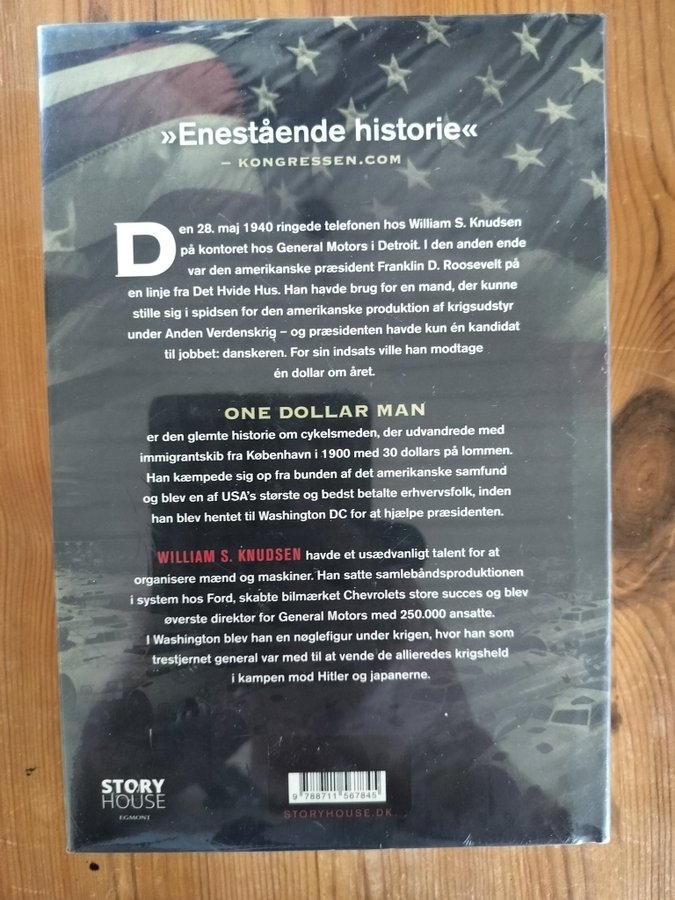 »Enestående historie«
– KONGRESSEN.COM
Den 28. maj 1940 ringede telefonen hos William S. Knudsen
på kontoret hos General Motors i Detroit. I den anden ende
var den amerikanske præsident Franklin D. Roosevelt på
en linje fra Det Hvide Hus. Han havde brug for en mand, der kunne
stille sig i spidsen for den amerikanske produktion af krigsudstyr
under Anden Verdenskrig – og præsidenten havde kun én kandidat
til jobbet: danskeren. For sin indsats ville han modtage
én dollar om året.
ONE DOLLAR MAN
er den glemte historie om cykelsmeden, der udvandrede med
immigrantskib fra København i 1900 med 30 dollars på lommen.
Han kæmpede sig op fra bunden af det amerikanske samfund
og blev en af USA's største og bedst betalte erhvervsfolk, inden
han blev hentet til Washington DC for at hjælpe præsidenten.
WILLIAM S. KNUDSEN havde et usædvanligt talent for at
organisere mænd og maskiner. Han satte samlebåndsproduktionen
i system hos Ford, skabte bilmærket Chevrolets store succes og blev
øverste direktør for General Motors med 250.000 ansatte.
I Washington blev han en nøglefigur under krigen, hvor han som
trestjernet general var med til at vende de allieredes krigsheld
i kampen mod Hitler og japanerne.
STORY
HOUSE
EGMONT
9 788711 567845
STORYHOUSE.DK